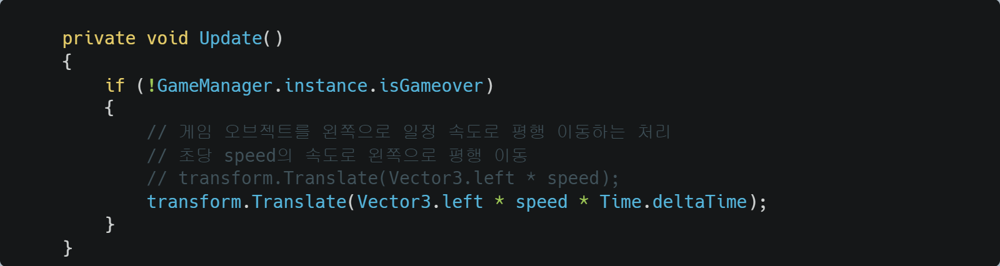 private void Update()
{
if (!GameManager.instance.isGameover)
{
// 게임 오브젝트를 왼쪽으로 일정 속도로 평행 이동하는 처리
// 초당 speed의 속도로 왼쪽으로 평행 이동
// transform.Translate(Vector3.left * speed);
transform.Translate(Vector3.left * speed * Time.deltaTime);
}
}